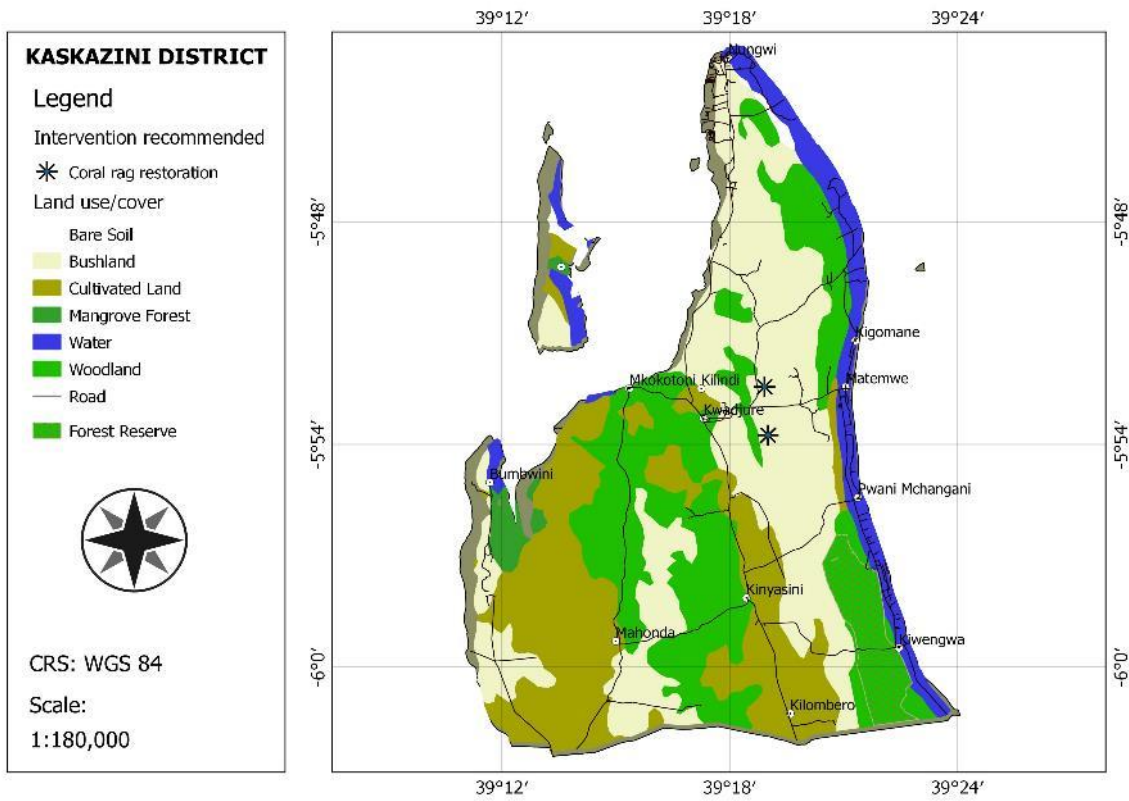 KASKAZINI DISTRICT
Legend
Intervention recommended
Coral rag restoration
Land use/cover
Bare Soil
Bushland
Cultivated Land
Mangrove Forest
Water
Woodland
Road
Forest Reserve
CRS: WGS 84
Scale:
1:180,000
39°12′ 39°18′ 39°24′
Nungwi
-5°48′ -5°48′
Kigomane
Mkokotoni Kilindi Matemwe
Kwadjure
-5°54′ -5°54′
Bumbwini
Pwani Mchangani
Kinyasini
Mahonda
Kiwengwa
-6°0′ -6°0′
Kilombero
39°12′ 39°18′ 39°24′